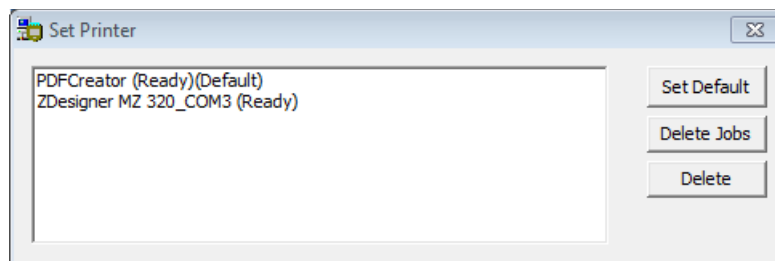 Set Printer
PDFCreator (Ready)(Default)
ZDesigner MZ 320_COM3 (Ready)
Set Default
Delete Jobs
Delete